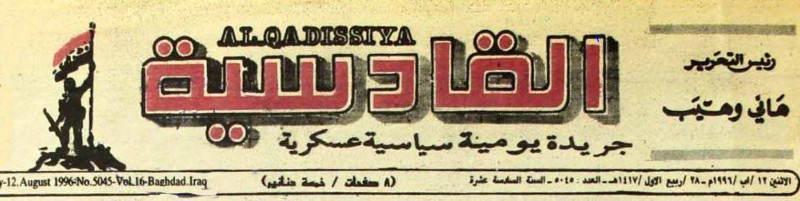 ALQADISSIYA
القادسية
جريدة يومية سياسية عسكرية
رئيس التحرير
هاني وهيب
الاثنين ١٢ /اب /١٩٩٦م - ٢٨ /ربيع الاول /١٤١٧هـ - العدد : ٥٠٤٥ - السنة السادسة عشرة
(٨ صفحات / خمسة دنانير)
y-12. August 1996-No.5045-Vol.16-Baghdad.Iraq